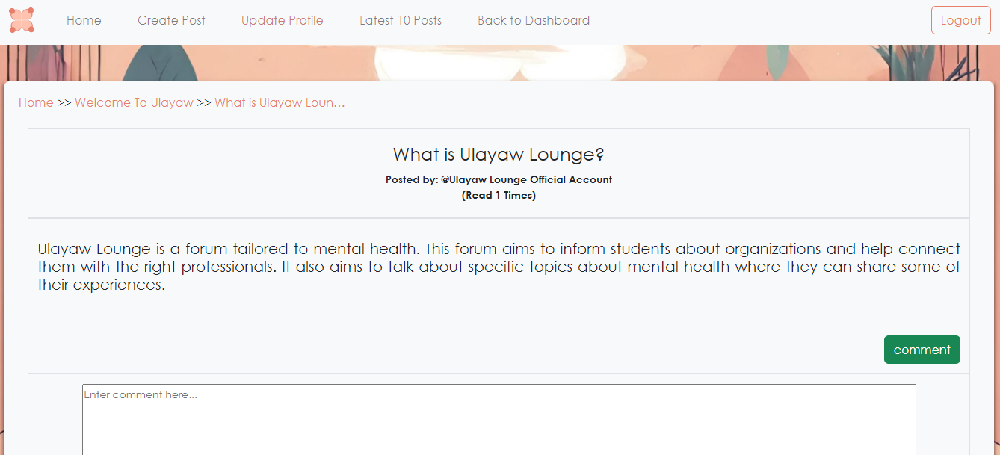 Home Create Post Update Profile Latest 10 Posts Back to Dashboard Logout
Home >> Welcome To Ulayaw >> What is Ulayaw Loun...
What is Ulayaw Lounge?
Posted by: @Ulayaw Lounge Official Account
(Read 1 Times)
Ulayaw Lounge is a forum tailored to mental health. This forum aims to inform students about organizations and help connect
them with the right professionals. It also aims to talk about specific topics about mental health where they can share some of
their experiences.
comment
Enter comment here...